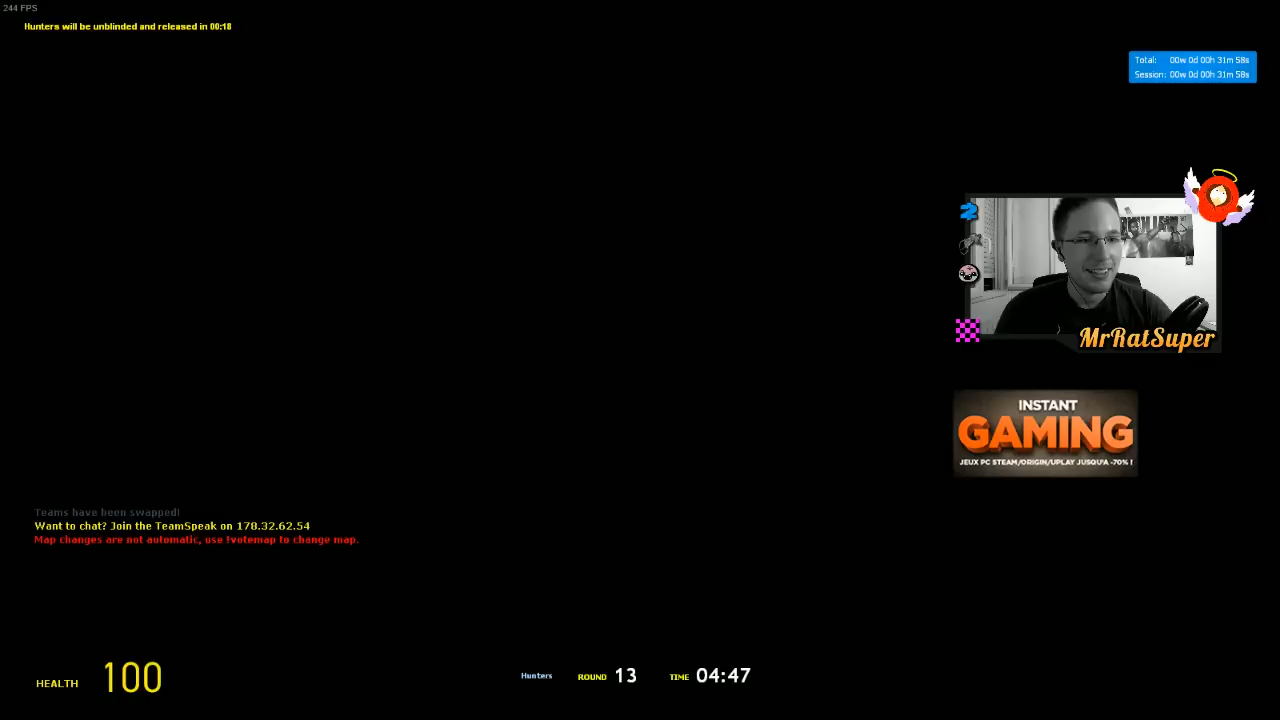 244 FPS
Hunters will be unblinded and released in 00:18
Total: 00w 0d 00h 31m 58s
Session: 00w 0d 00h 31m 58s
2
MrRatSuper
INSTANT
GAMING
JEUX PC STEAM/ORIGIN/UPLAY JUSQU'A -70% !
Teams have been swapped!
Want to chat? Join the TeamSpeak on 178.32.62.54
Map changes are not automatic, use !votemap to change map.
HEALTH 100
Hunters ROUND 13 TIME 04:47